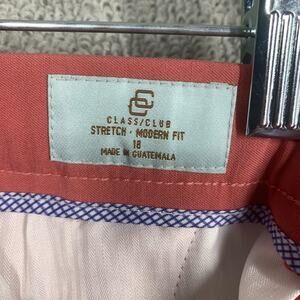 CLASS/CLUB
STRETCH · MODERN FIT
18
MADE IN GUATEMALA